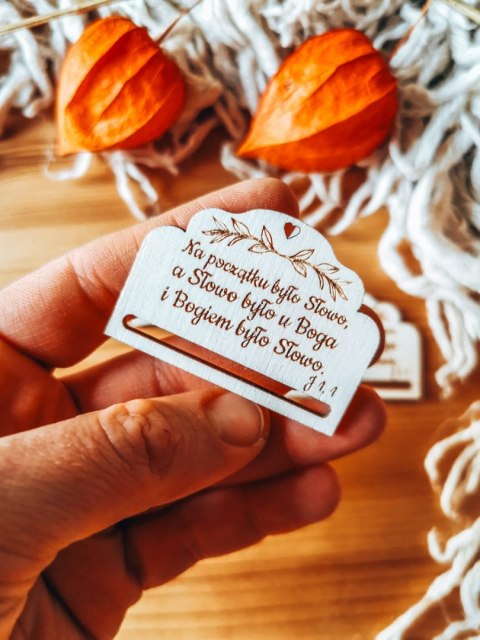 Na początku było Słowo,
a Słowo było u Boga
i Bogiem było Słowo.
J 1, 1